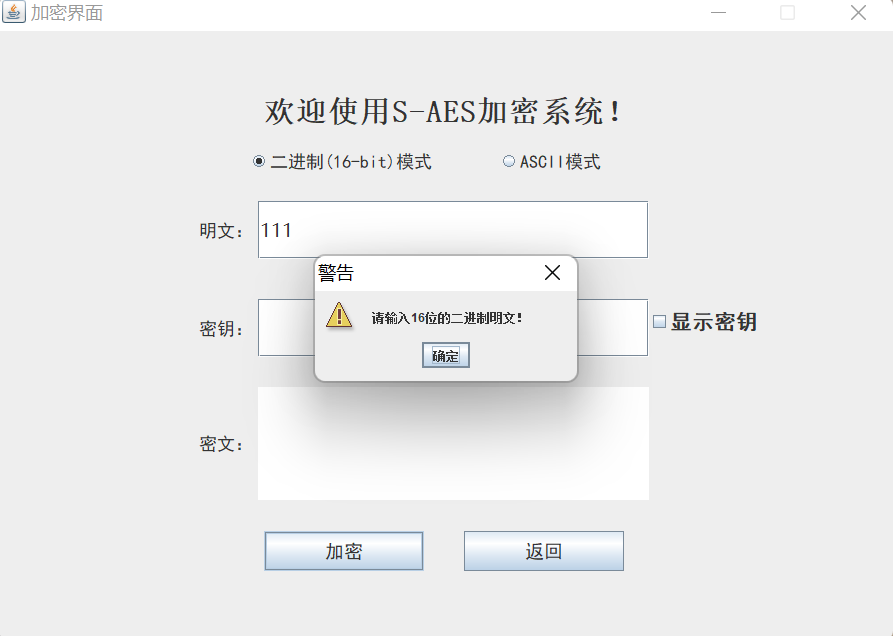 加密界面
欢迎使用S-AES加密系统！
二进制(16-bit)模式
ASCII模式
明文：
111
警告
请输入16位的二进制明文！
确定
密钥：
显示密钥
密文：
加密
返回